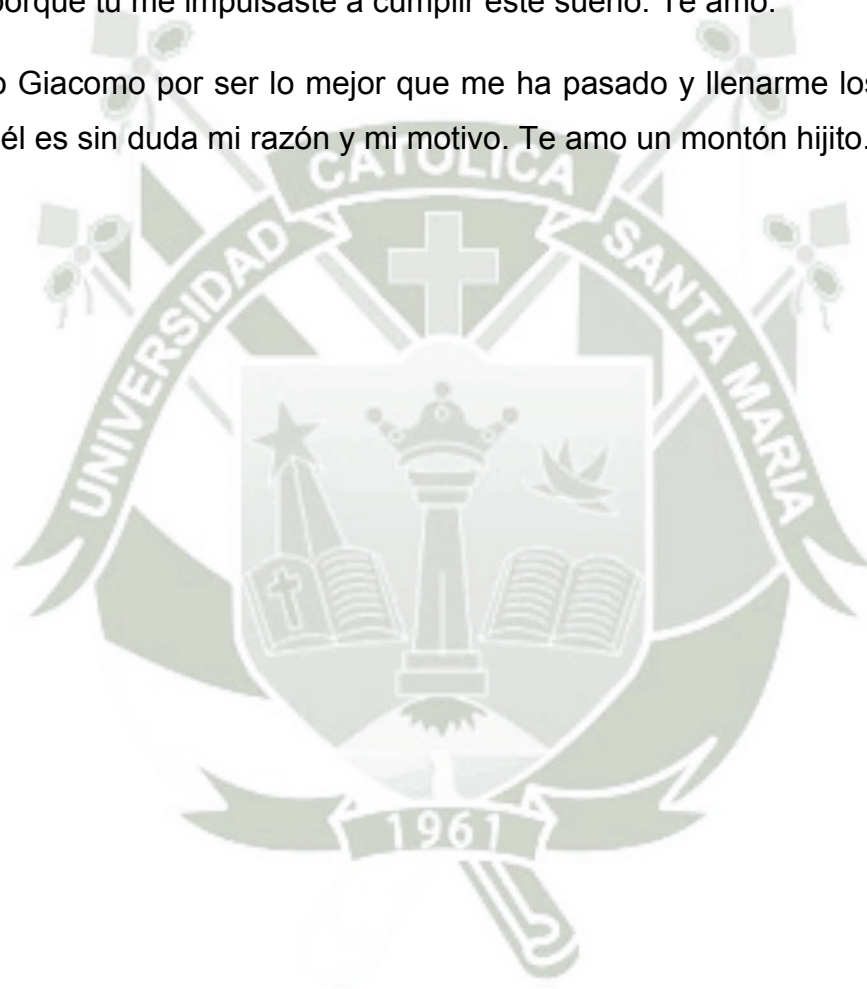 porque tú me impulsaste a cumplir este sueño. Te amo.
o Giacomo por ser lo mejor que me ha pasado y llenarme los
él es sin duda mi razón y mi motivo. Te amo un montón hijito.
UNIVERSIDAD CATOLICA SANTA MARIA
1961